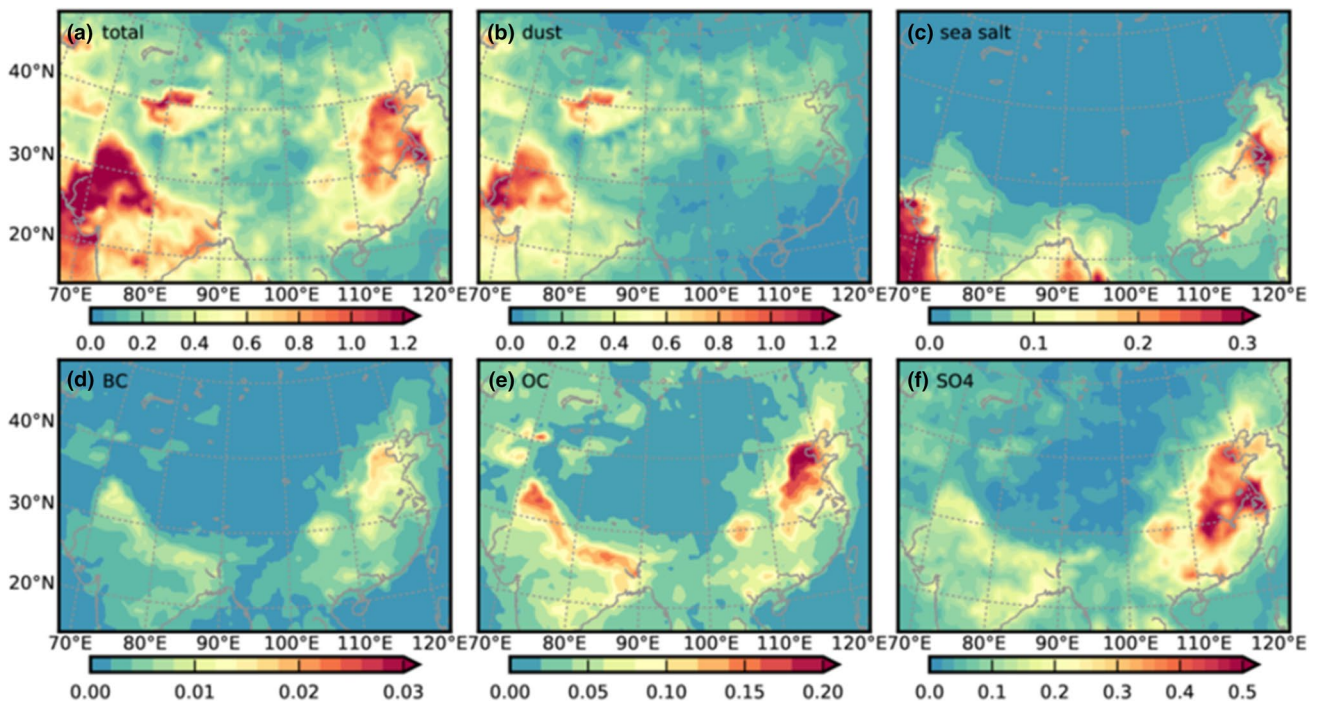 (a) total
(b) dust
(c) sea salt
40°N
30°N
20°N
70°E 80°E 90°E 100°E 110°E 120°E
70°E 80°E 90°E 100°E 110°E 120°E
70°E 80°E 90°E 100°E 110°E 120°E
0.0 0.2 0.4 0.6 0.8 1.0 1.2
0.0 0.2 0.4 0.6 0.8 1.0 1.2
0.0 0.1 0.2 0.3
(d) BC
(e) OC
(f) SO4
40°N
30°N
20°N
70°E 80°E 90°E 100°E 110°E 120°E
70°E 80°E 90°E 100°E 110°E 120°E
70°E 80°E 90°E 100°E 110°E 120°E
0.00 0.01 0.02 0.03
0.00 0.05 0.10 0.15 0.20
0.0 0.1 0.2 0.3 0.4 0.5